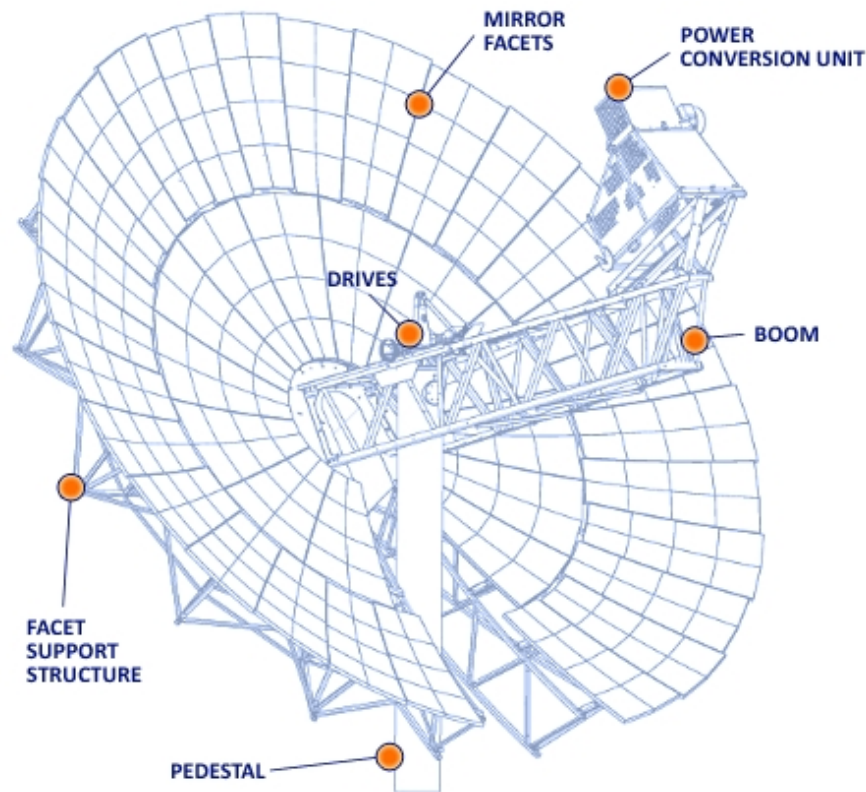 MIRROR
FACETS
POWER
CONVERSION UNIT
DRIVES
BOOM
FACET
SUPPORT
STRUCTURE
PEDESTAL